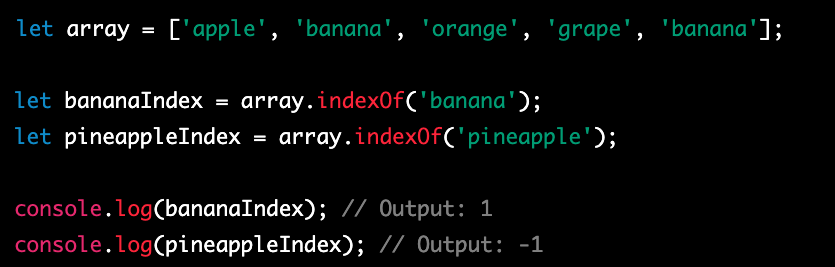 let array = ['apple', 'banana', 'orange', 'grape', 'banana'];
let bananaIndex = array.indexOf('banana');
let pineappleIndex = array.indexOf('pineapple');
console.log(bananaIndex); // Output: 1
console.log(pineappleIndex); // Output: -1